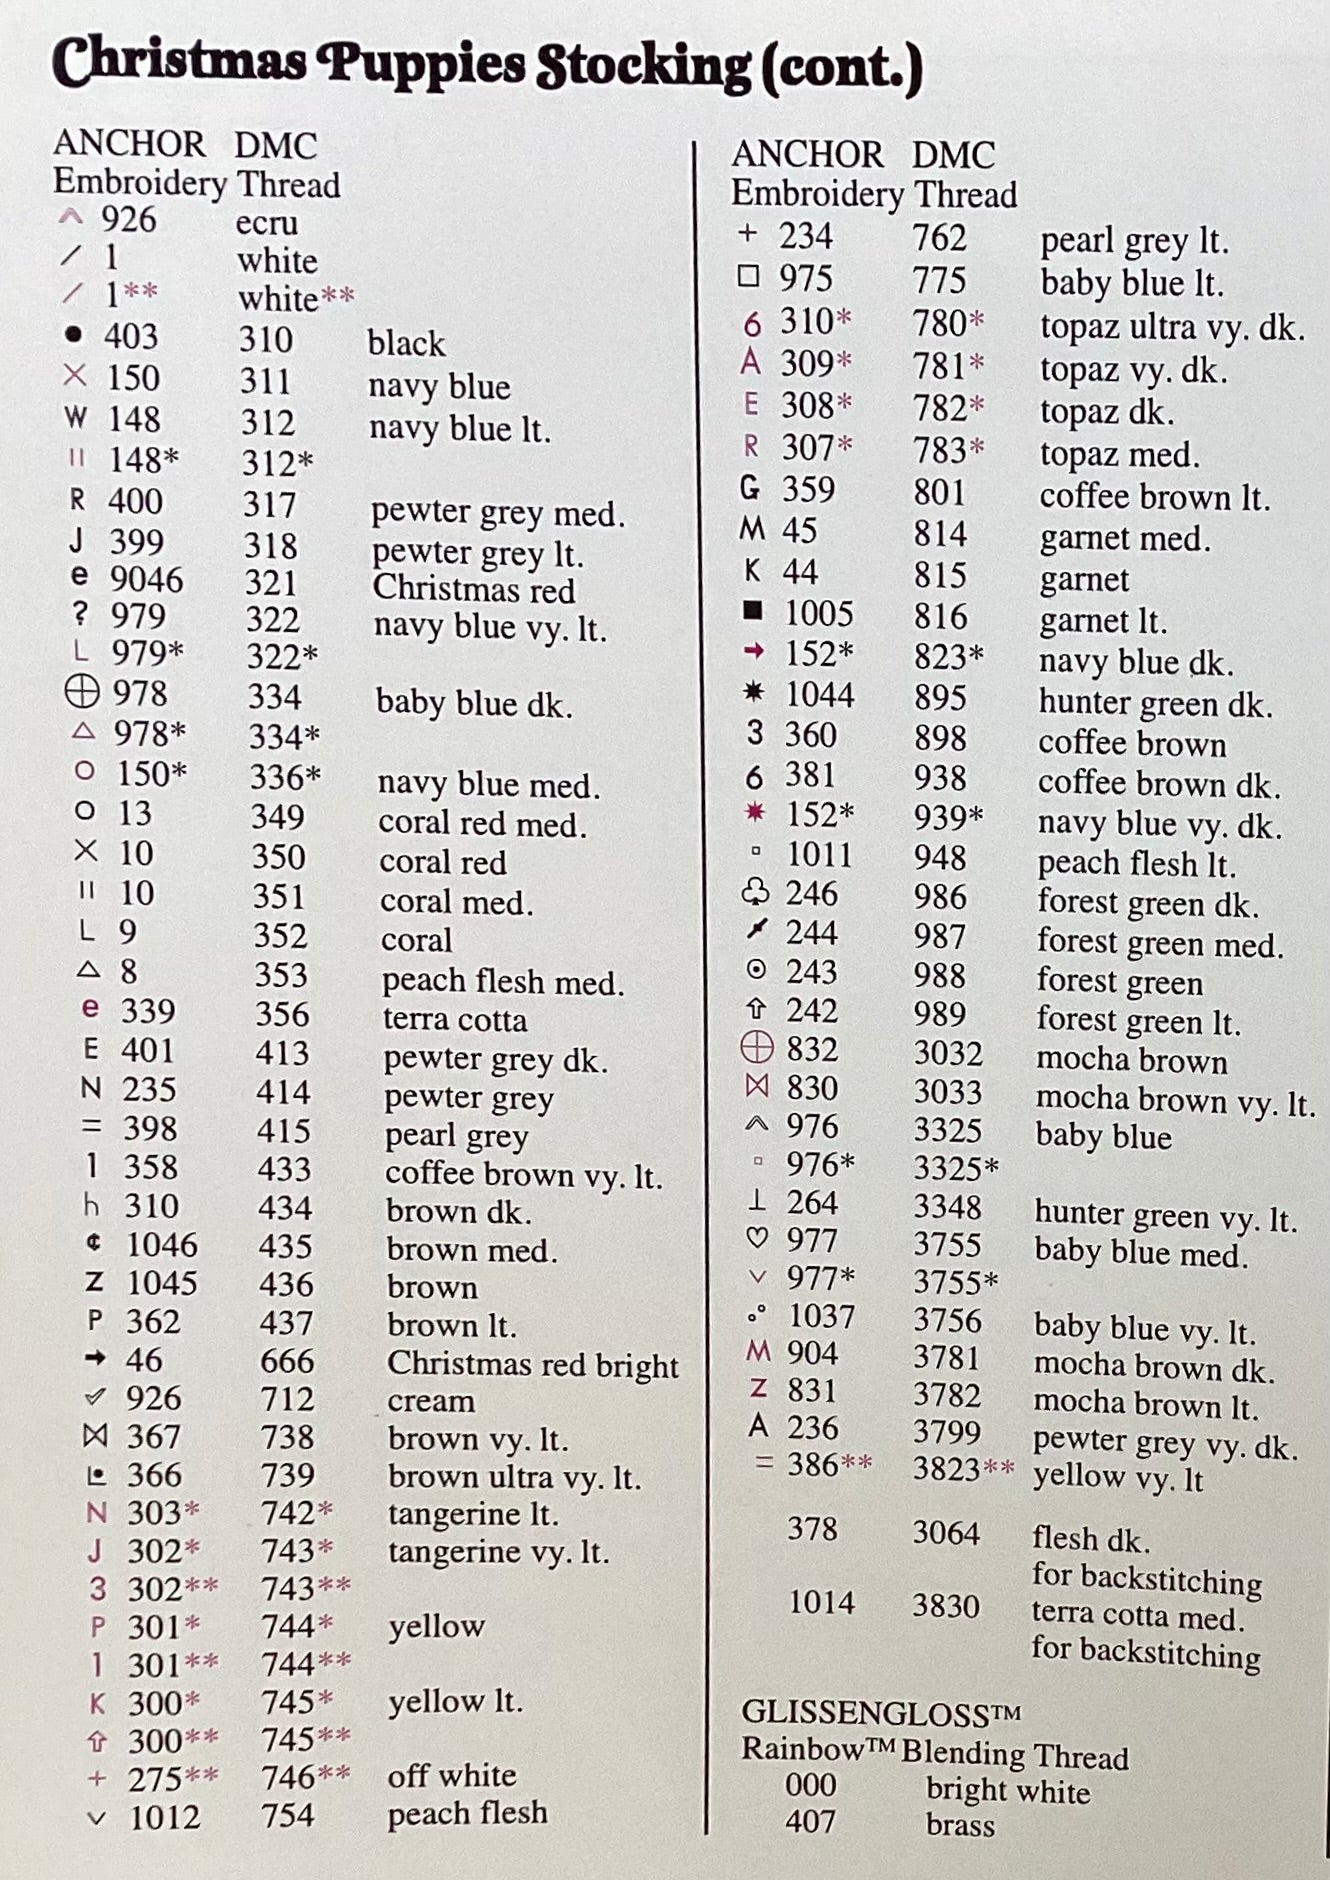 Christmas Puppies Stocking (cont.)
ANCHOR DMC
Embroidery Thread
^ 926 ecru
/ 1 white
/ 1** white**
● 403 310 black
X 150 311 navy blue
W 148 312 navy blue lt.
II 148* 312*
R 400 317 pewter grey med.
J 399 318 pewter grey lt.
e 9046 321 Christmas red
? 979 322 navy blue vy. lt.
L 979* 322*
⊕ 978 334 baby blue dk.
△ 978* 334*
O 150* 336* navy blue med.
O 13 349 coral red med.
X 10 350 coral red
II 10 351 coral med.
L 9 352 coral
△ 8 353 peach flesh med.
e 339 356 terra cotta
E 401 413 pewter grey dk.
N 235 414 pewter grey
= 398 415 pearl grey
1 358 433 coffee brown vy. lt.
h 310 434 brown dk.
¢ 1046 435 brown med.
Z 1045 436 brown
P 362 437 brown lt.
→ 46 666 Christmas red bright
✓ 926 712 cream
⋈ 367 738 brown vy. lt.
366 739 brown ultra vy. lt.
N 303* 742* tangerine lt.
J 302* 743* tangerine vy. lt.
3 302** 743**
P 301* 744* yellow
1 301** 744**
K 300* 745* yellow lt.
⇧ 300** 745**
+ 275** 746** off white
v 1012 754 peach flesh
ANCHOR DMC
Embroidery Thread
+ 234 762 pearl grey lt.
□ 975 775 baby blue lt.
6 310* 780* topaz ultra vy. dk.
A 309* 781* topaz vy. dk.
E 308* 782* topaz dk.
R 307* 783* topaz med.
G 359 801 coffee brown lt.
M 45 814 garnet med.
K 44 815 garnet
■ 1005 816 garnet lt.
→ 152* 823* navy blue dk.
✷ 1044 895 hunter green dk.
3 360 898 coffee brown
6 381 938 coffee brown dk.
✷ 152* 939* navy blue vy. dk.
▫ 1011 948 peach flesh lt.
♧ 246 986 forest green dk.
244 987 forest green med.
⊙ 243 988 forest green
⇧ 242 989 forest green lt.
⊕ 832 3032 mocha brown
⋈ 830 3033 mocha brown vy. lt.
^ 976 3325 baby blue
▫ 976* 3325*
⊥ 264 3348 hunter green vy. lt.
♡ 977 3755 baby blue med.
v 977* 3755*
1037 3756 baby blue vy. lt.
M 904 3781 mocha brown dk.
Z 831 3782 mocha brown lt.
A 236 3799 pewter grey vy. dk.
= 386** 3823** yellow vy. lt
378 3064 flesh dk.
for backstitching
1014 3830 terra cotta med.
for backstitching
GLISSENGLOSS™
Rainbow™ Blending Thread
000 bright white
407 brass